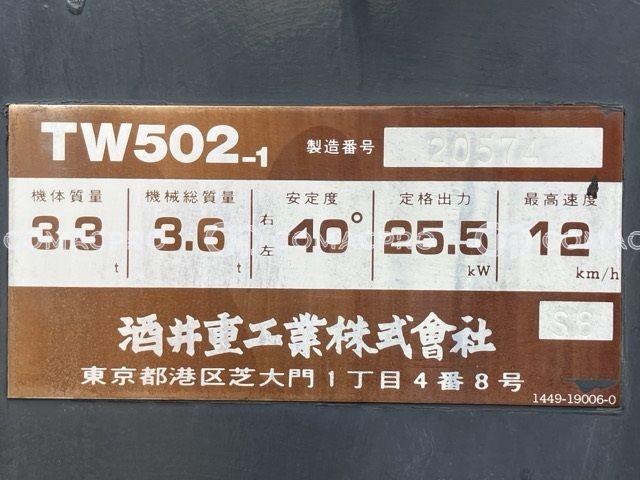 TW502-1 製造番号 20574
機体質量 機械総質量 安定度 定格出力 最高速度
3.3 t 3.6 t 右左 40° 25.5 kW 12 km/h
S6
酒井重工業株式會社
東京都港区芝大門1丁目4番8号
1449-19006-0